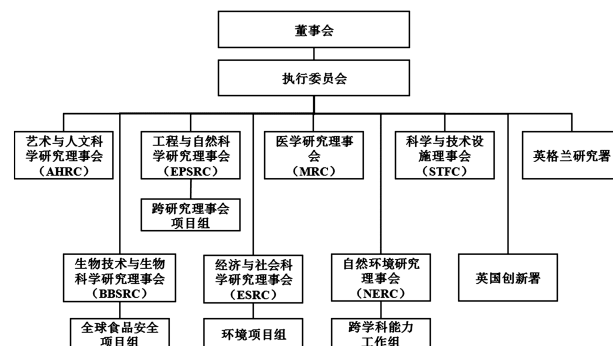 董事会
执行委员会
艺术与人文科
学研究理事会
（AHRC）
工程与自然科
学研究理事会
（EPSRC）
医学研究理事
会
（MRC）
科学与技术设
施理事会
（STFC）
英格兰研究署
跨研究理事会
项目组
生物技术与生物
科学研究理事会
（BBSRC）
经济与社会科
学研究理事会
（ESRC）
自然环境研究
理事会
（NERC）
英国创新署
全球食品安全
项目组
环境项目组
跨学科能力
工作组